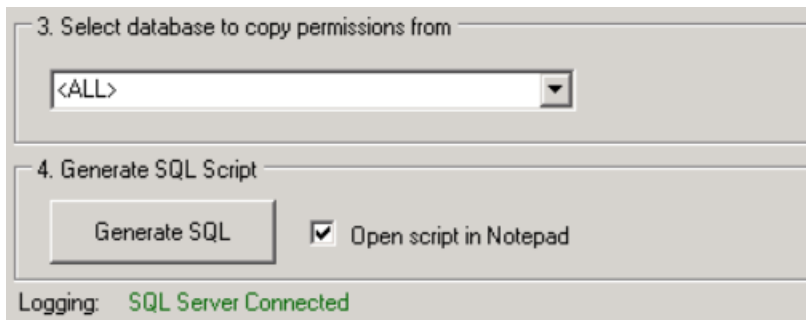 3. Select database to copy permissions from
<ALL>
4. Generate SQL Script
Generate SQL
Open script in Notepad
Logging: SQL Server Connected